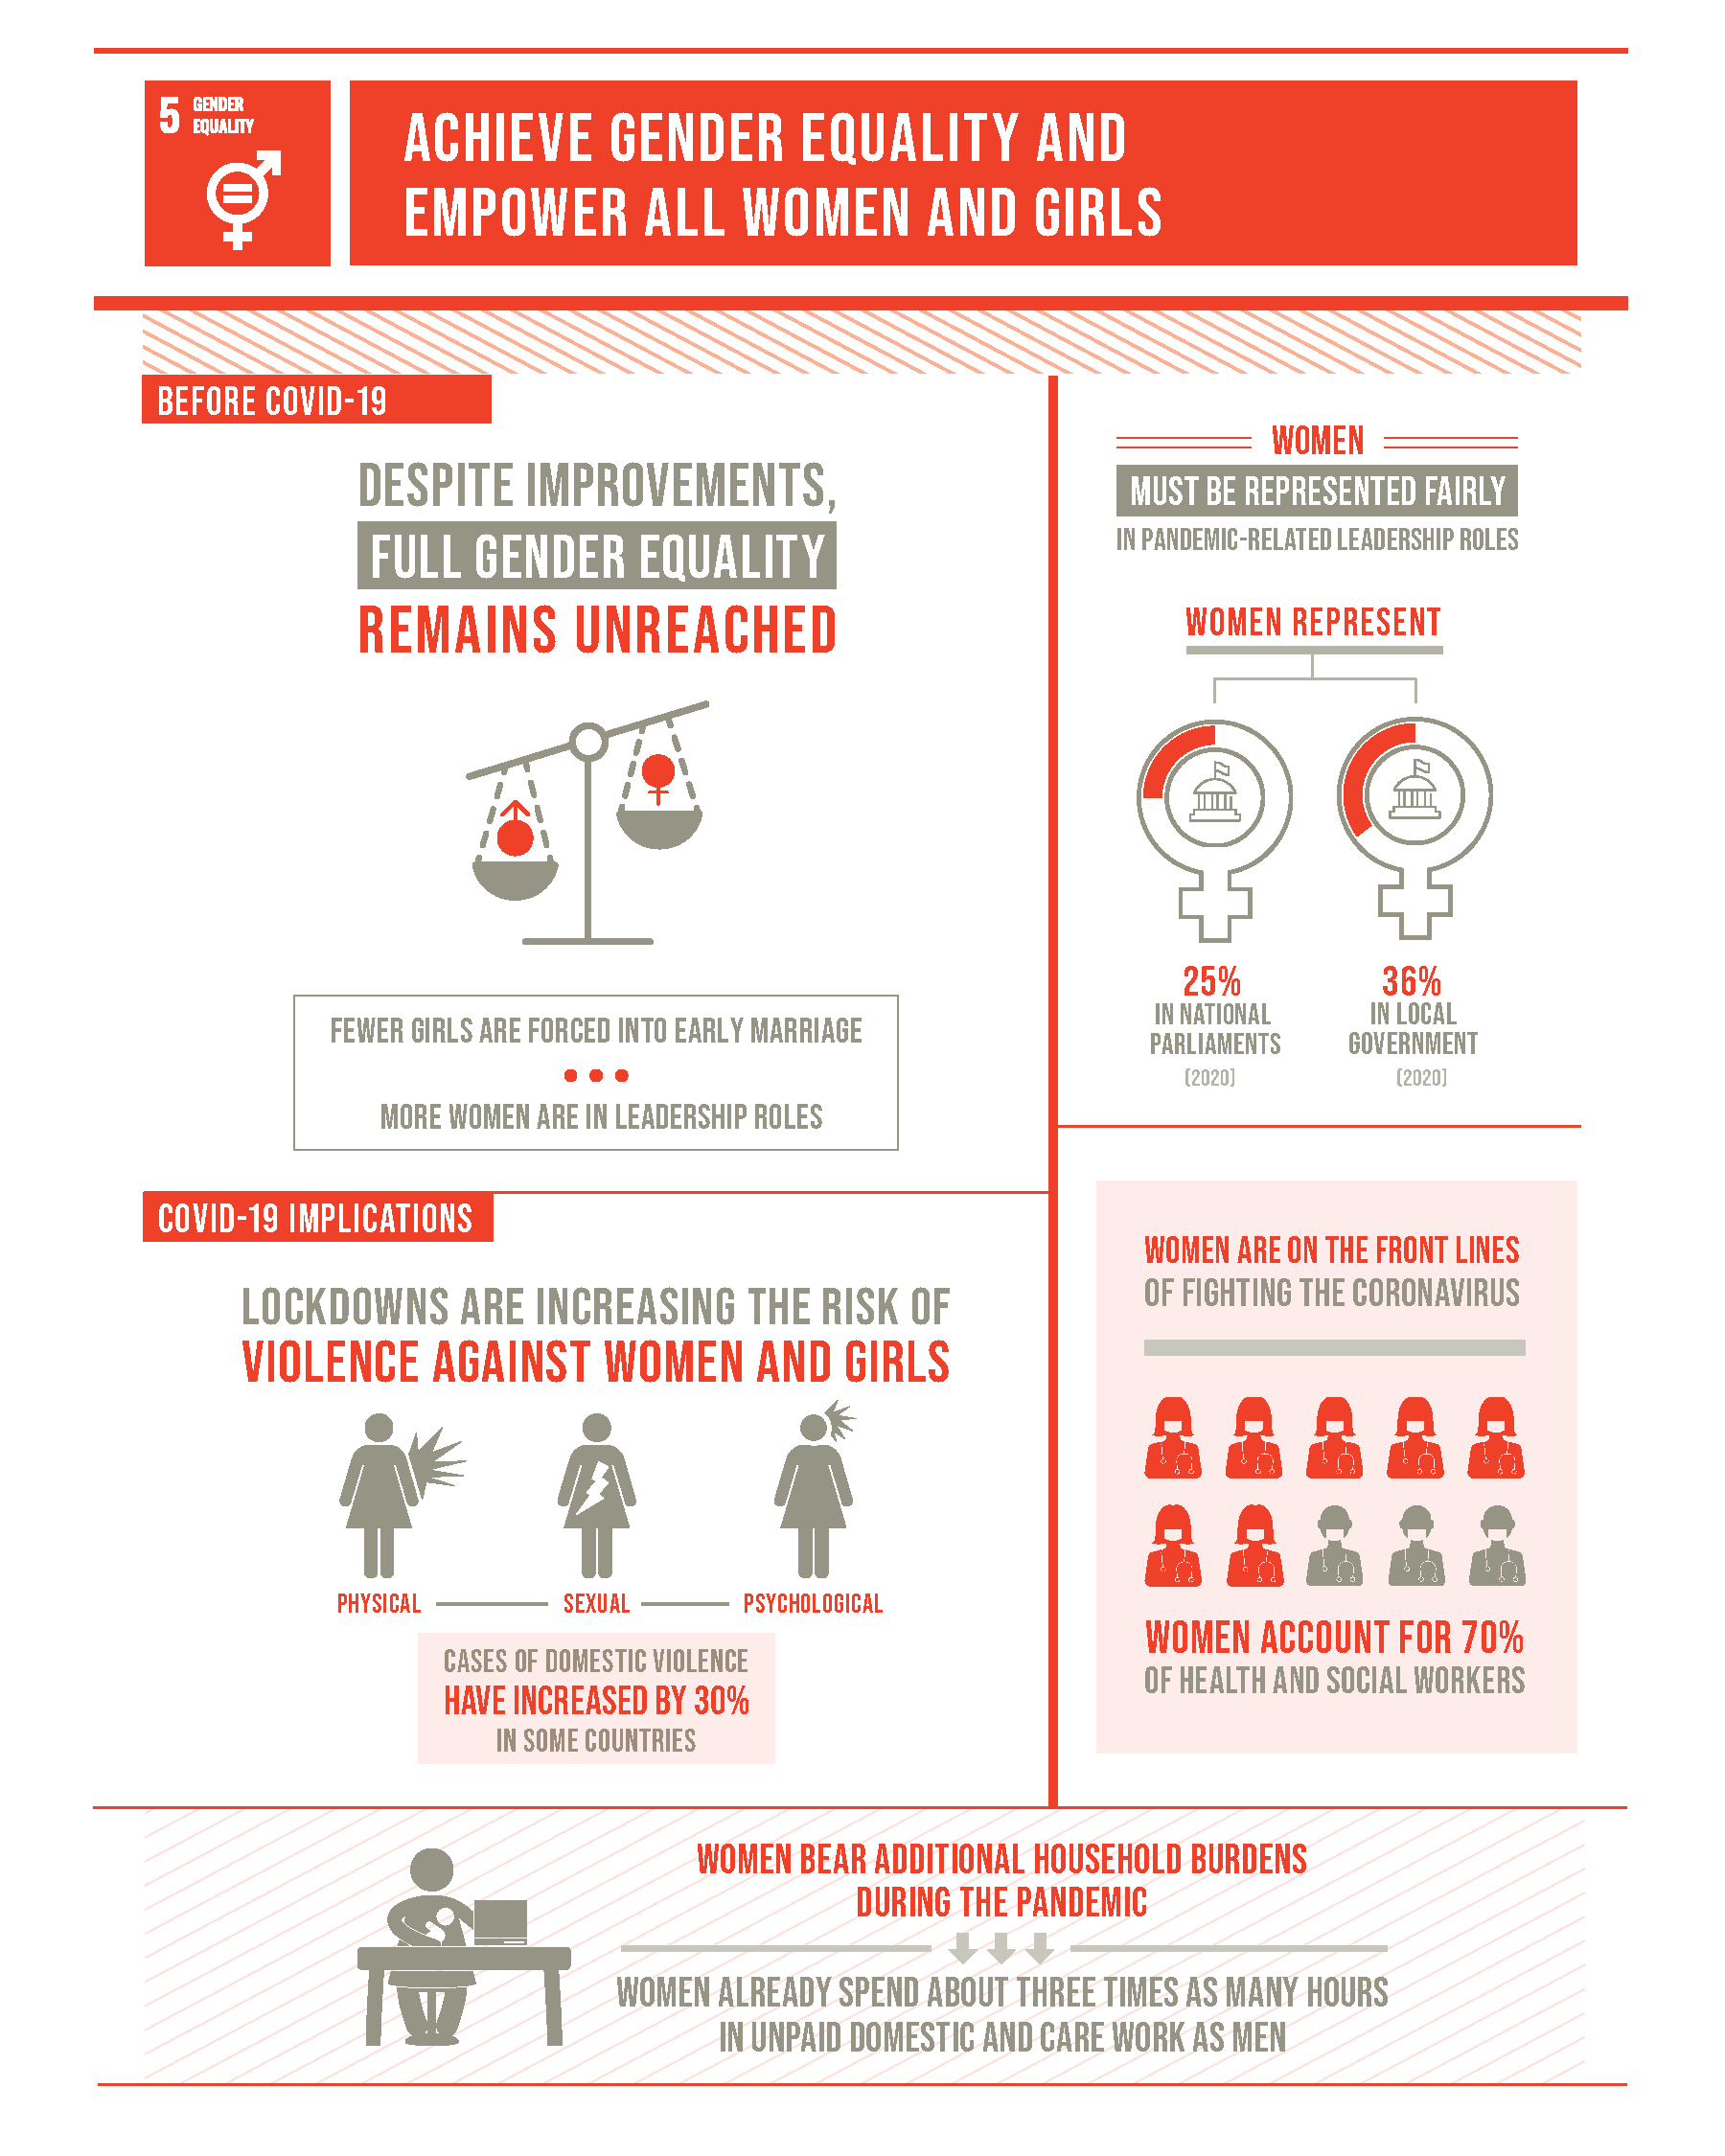 5 GENDER
EQUALITY
ACHIEVE GENDER EQUALITY AND
EMPOWER ALL WOMEN AND GIRLS
BEFORE COVID-19
DESPITE IMPROVEMENTS,
FULL GENDER EQUALITY
REMAINS UNREACHED
FEWER GIRLS ARE FORCED INTO EARLY MARRIAGE
MORE WOMEN ARE IN LEADERSHIP ROLES
WOMEN
MUST BE REPRESENTED FAIRLY
IN PANDEMIC-RELATED LEADERSHIP ROLES
WOMEN REPRESENT
25%
IN NATIONAL
PARLIAMENTS
(2020)
36%
IN LOCAL
GOVERNMENT
(2020)
COVID-19 IMPLICATIONS
LOCKDOWNS ARE INCREASING THE RISK OF
VIOLENCE AGAINST WOMEN AND GIRLS
PHYSICAL
SEXUAL
PSYCHOLOGICAL
CASES OF DOMESTIC VIOLENCE
HAVE INCREASED BY 30%
IN SOME COUNTRIES
WOMEN ARE ON THE FRONT LINES
OF FIGHTING THE CORONAVIRUS
WOMEN ACCOUNT FOR 70%
OF HEALTH AND SOCIAL WORKERS
WOMEN BEAR ADDITIONAL HOUSEHOLD BURDENS
DURING THE PANDEMIC
WOMEN ALREADY SPEND ABOUT THREE TIMES AS MANY HOURS
IN UNPAID DOMESTIC AND CARE WORK AS MEN